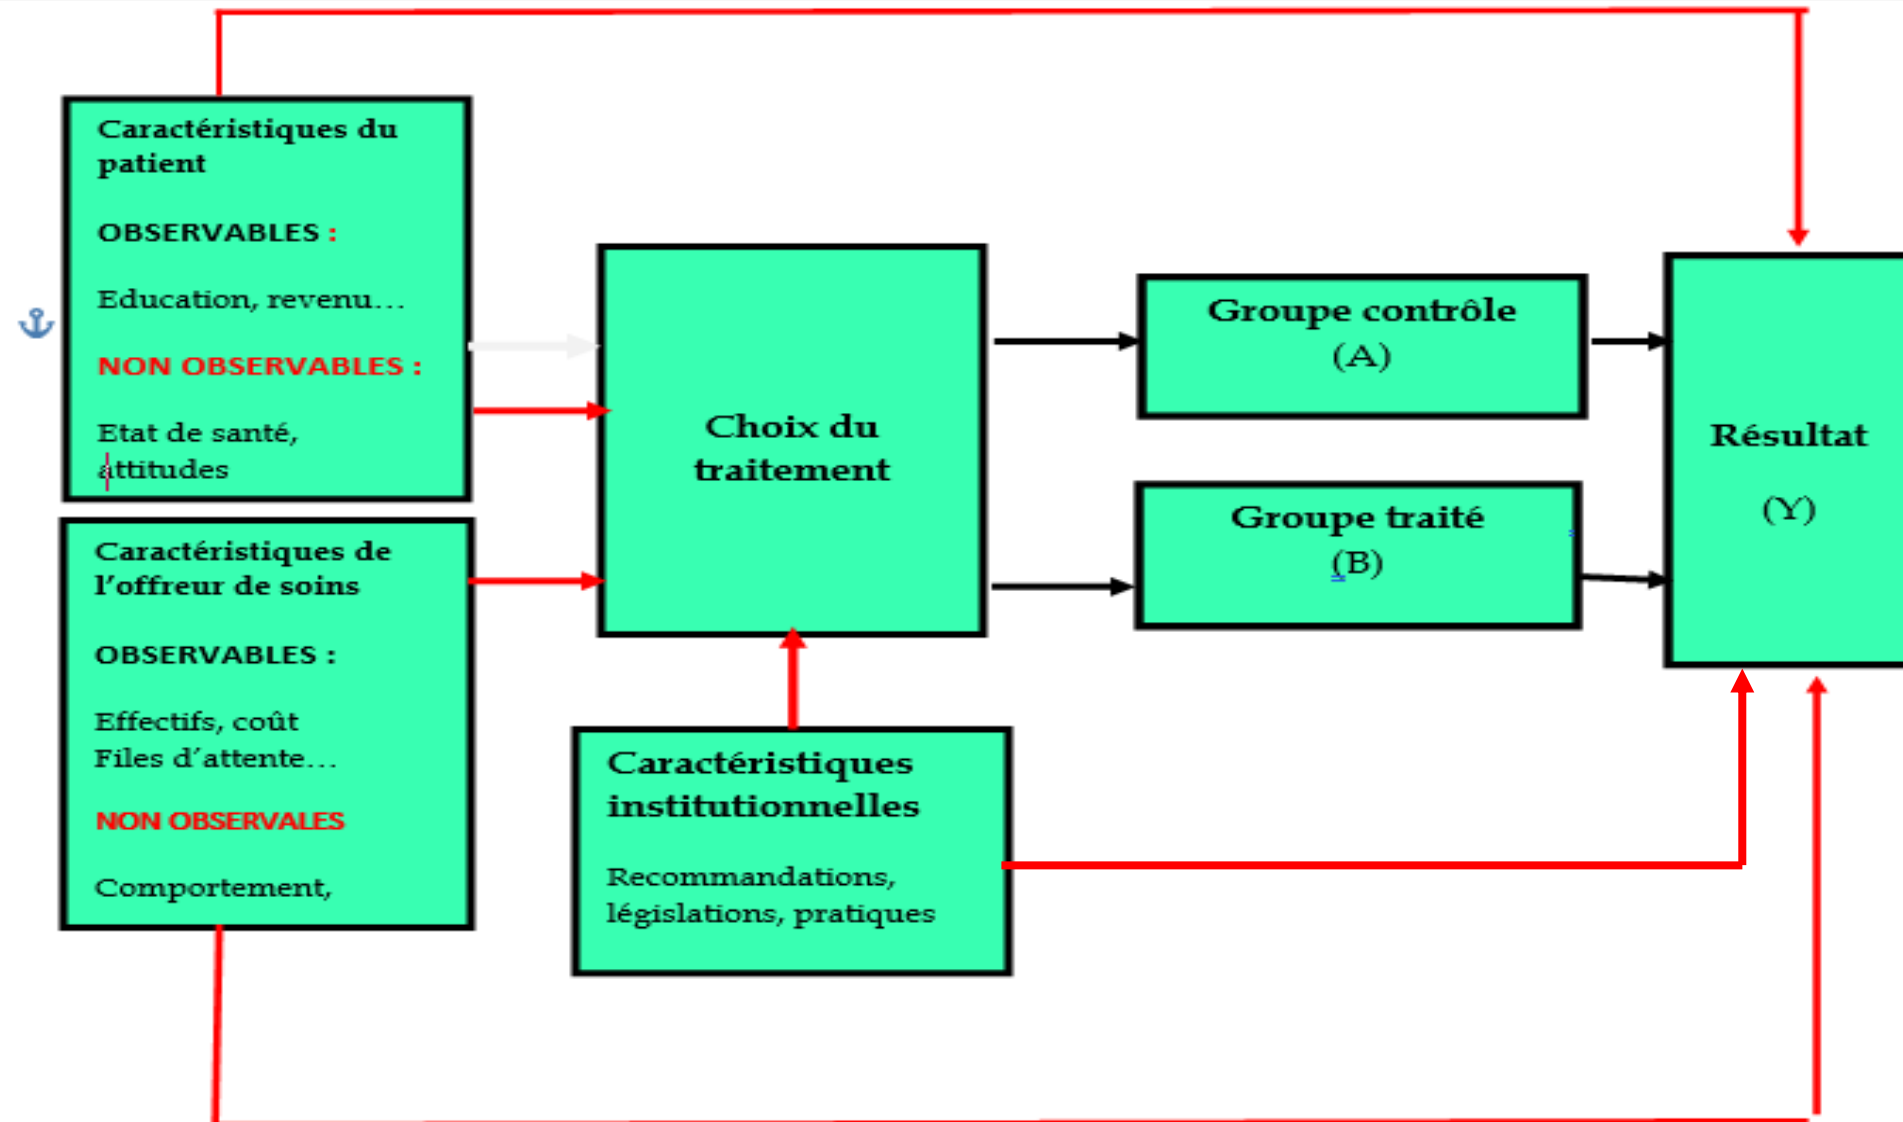 Caractéristiques du
patient
OBSERVABLES :
Education, revenu…
NON OBSERVABLES :
Etat de santé,
attitudes
Caractéristiques de
l’offreur de soins
OBSERVABLES :
Effectifs, coût
Files d’attente…
NON OBSERVALES
Comportement,
Choix du
traitement
Caractéristiques
institutionnelles
Recommandations,
législations, pratiques
Groupe contrôle
(A)
Groupe traité
(B)
Résultat
(Y)